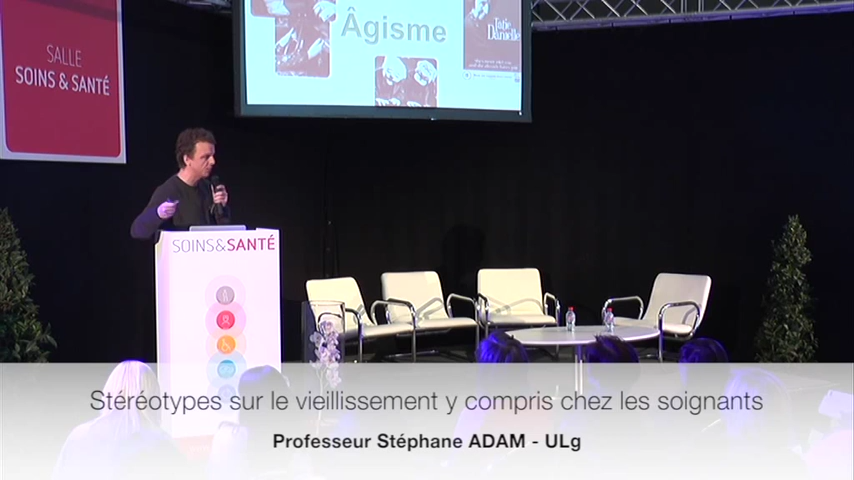 Âgisme
Tatie
Danielle
SALLE
SOINS & SANTÉ
SOINS&SANTÉ
Stéréotypes sur le vieillissement y compris chez les soignants
Professeur Stéphane ADAM - ULg